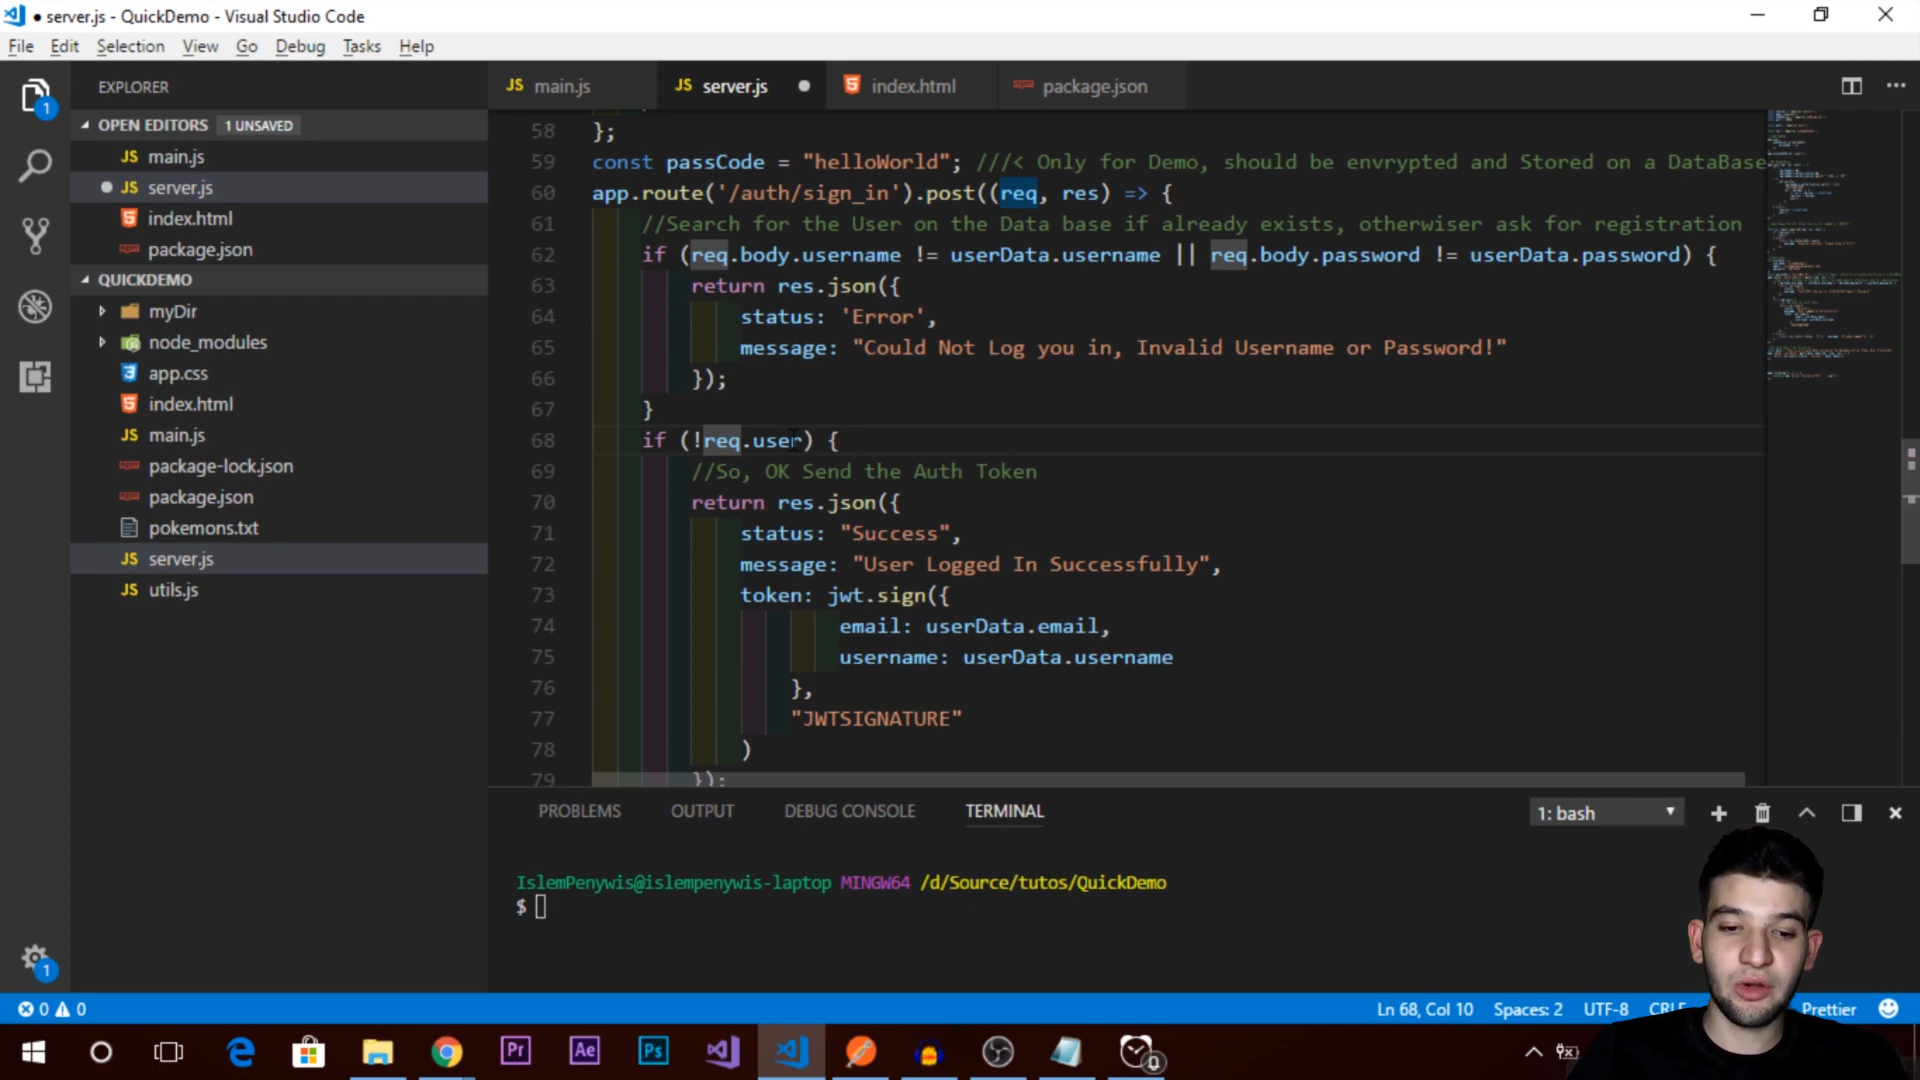 server.js - QuickDemo - Visual Studio Code
File Edit Selection View Go Debug Tasks Help
EXPLORER
OPEN EDITORS 1 UNSAVED
JS main.js
JS server.js
index.html
package.json
QUICKDEMO
myDir
node_modules
app.css
index.html
JS main.js
package-lock.json
package.json
pokemons.txt
JS server.js
JS utils.js
1
1
JS main.js JS server.js index.html package.json
58 };
59 const passCode = "helloWorld"; ///< Only for Demo, should be envrypted and Stored on a DataBase
60 app.route('/auth/sign_in').post((req, res) => {
61 //Search for the User on the Data base if already exists, otherwiser ask for registration
62 if (req.body.username != userData.username || req.body.password != userData.password) {
63 return res.json({
64 status: 'Error',
65 message: "Could Not Log you in, Invalid Username or Password!"
66 });
67 }
68 if (!req.user) {
69 //So, OK Send the Auth Token
70 return res.json({
71 status: "Success",
72 message: "User Logged In Successfully",
73 token: jwt.sign({
74 email: userData.email,
75 username: userData.username
76 },
77 "JWTSIGNATURE"
78 )
79 });
PROBLEMS OUTPUT DEBUG CONSOLE TERMINAL 1: bash
IslemPenywis@islempenywis-laptop MINGW64 /d/Source/tutos/QuickDemo
$
0 0 Ln 68, Col 10 Spaces: 2 UTF-8 CRL Prettier
Pr Ae Ps